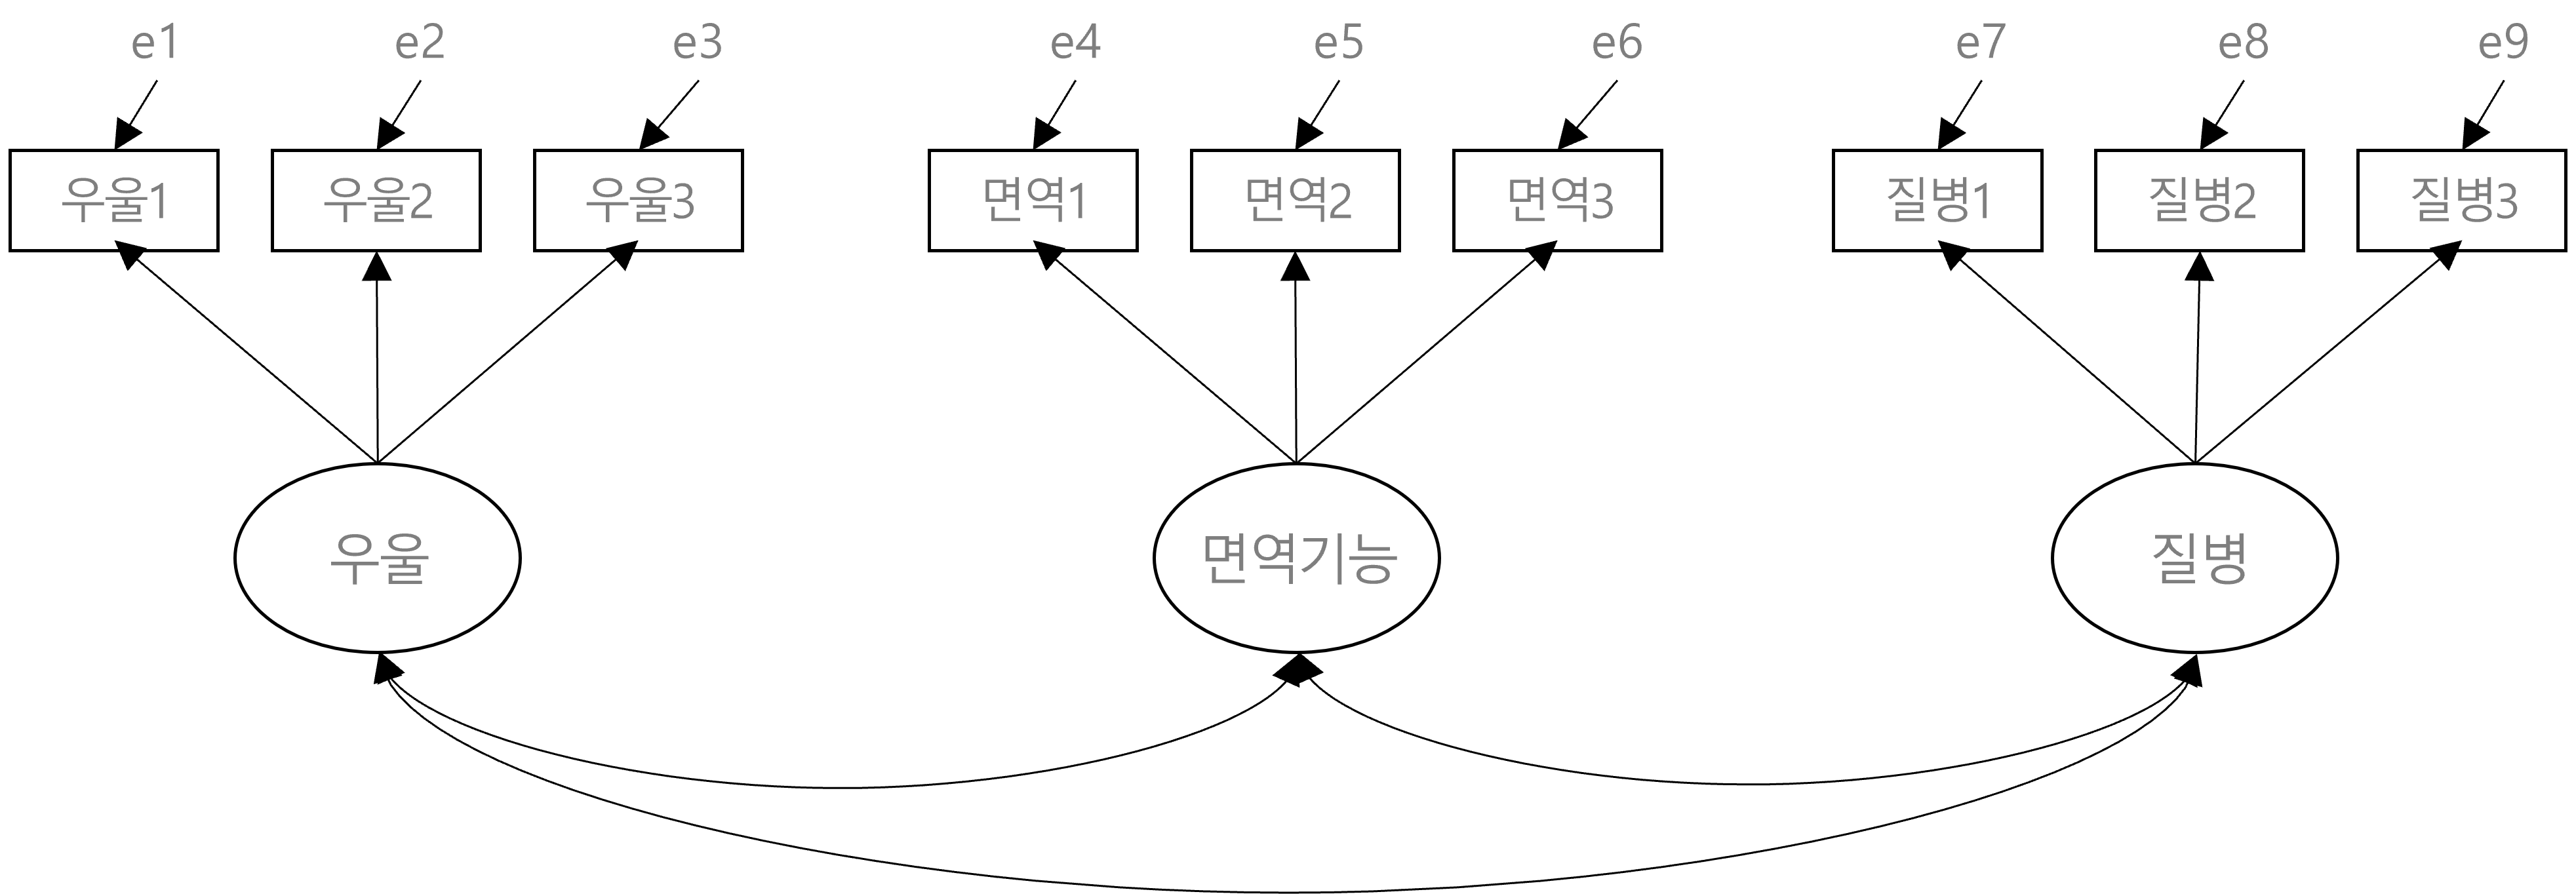 e1 e2 e3 e4 e5 e6 e7 e8 e9
우울1 우울2 우울3 면역1 면역2 면역3 질병1 질병2 질병3
우울 면역기능 질병